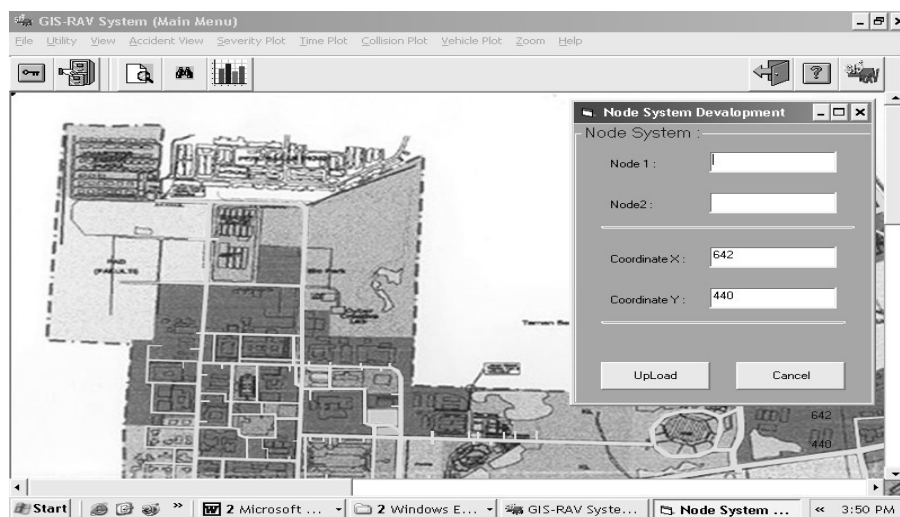 GIS-RAV System (Main Menu)
File Utility View Accident View Severity Plot Time Plot Collision Plot Vehicle Plot Zoom Help
Node System Devalopment
Node System :
Node 1 :
Node2 :
Coordinate X : 642
Coordinate Y : 440
UpLoad Cancel
PAD
(FAKULTI)
Taman Se
642
440
Start » 2 Microsoft ... 2 Windows E... GIS-RAV Syste... Node System ... « 3:50 PM